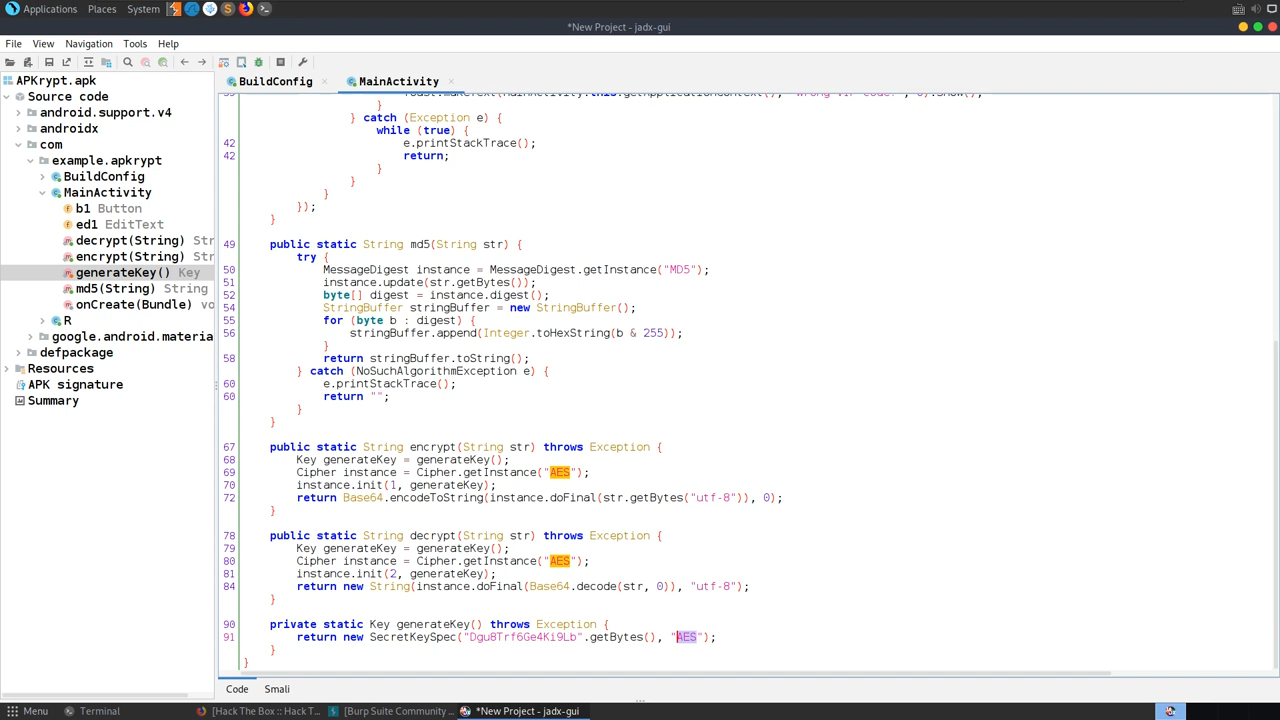 Applications Places System
*New Project - jadx-gui
File View Navigation Tools Help
APKrypt.apk
Source code
android.support.v4
androidx
com
example.apkrypt
BuildConfig
MainActivity
b1 Button
ed1 EditText
decrypt(String) Str
encrypt(String) Str
generateKey() Key
md5(String) String
onCreate(Bundle) vo
R
google.android.materia
defpackage
Resources
APK signature
Summary
BuildConfig
MainActivity
}
} catch (Exception e) {
while (true) {
42 e.printStackTrace();
42 return;
}
}
}
});
}
49 public static String md5(String str) {
try {
50 MessageDigest instance = MessageDigest.getInstance("MD5");
51 instance.update(str.getBytes());
52 byte[] digest = instance.digest();
54 StringBuffer stringBuffer = new StringBuffer();
55 for (byte b : digest) {
56 stringBuffer.append(Integer.toHexString(b & 255));
}
58 return stringBuffer.toString();
} catch (NoSuchAlgorithmException e) {
60 e.printStackTrace();
60 return "";
}
}
67 public static String encrypt(String str) throws Exception {
68 Key generateKey = generateKey();
69 Cipher instance = Cipher.getInstance("AES");
70 instance.init(1, generateKey);
72 return Base64.encodeToString(instance.doFinal(str.getBytes("utf-8")), 0);
}
78 public static String decrypt(String str) throws Exception {
79 Key generateKey = generateKey();
80 Cipher instance = Cipher.getInstance("AES");
81 instance.init(2, generateKey);
84 return new String(instance.doFinal(Base64.decode(str, 0)), "utf-8");
}
90 private static Key generateKey() throws Exception {
91 return new SecretKeySpec("Dgu8Trf6Ge4Ki9Lb".getBytes(), "AES");
}
}
Code Smali
Menu Terminal [Hack The Box :: Hack T... [Burp Suite Community ... *New Project - jadx-gui